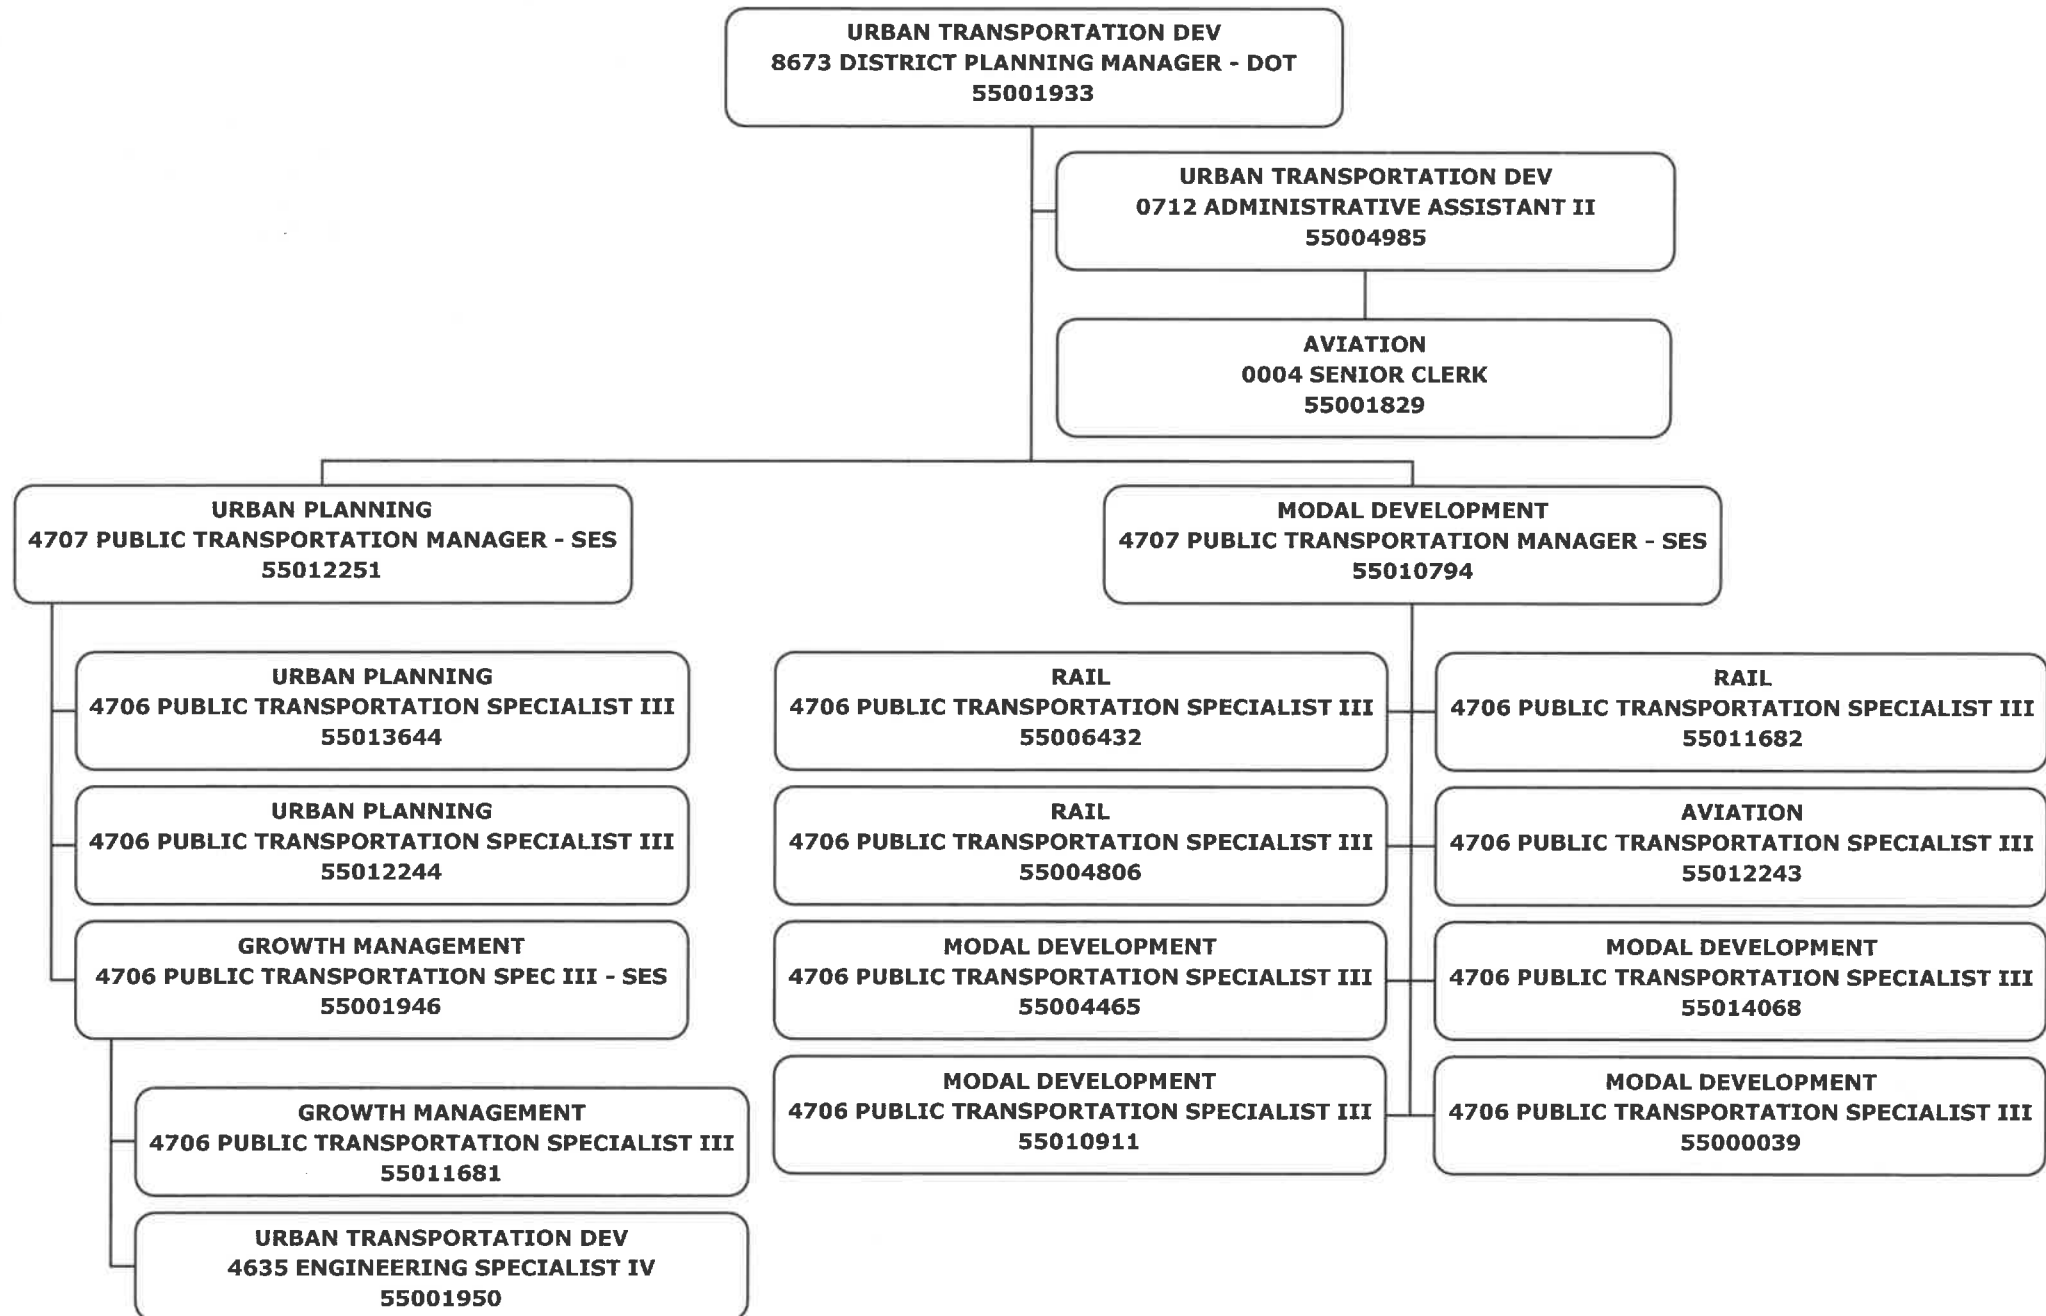 URBAN TRANSPORTATION DEV
8673 DISTRICT PLANNING MANAGER - DOT
55001933
URBAN TRANSPORTATION DEV
0712 ADMINISTRATIVE ASSISTANT II
55004985
AVIATION
0004 SENIOR CLERK
55001829
URBAN PLANNING
4707 PUBLIC TRANSPORTATION MANAGER - SES
55012251
MODAL DEVELOPMENT
4707 PUBLIC TRANSPORTATION MANAGER - SES
55010794
URBAN PLANNING
4706 PUBLIC TRANSPORTATION SPECIALIST III
55013644
URBAN PLANNING
4706 PUBLIC TRANSPORTATION SPECIALIST III
55012244
GROWTH MANAGEMENT
4706 PUBLIC TRANSPORTATION SPEC III - SES
55001946
GROWTH MANAGEMENT
4706 PUBLIC TRANSPORTATION SPECIALIST III
55011681
URBAN TRANSPORTATION DEV
4635 ENGINEERING SPECIALIST IV
55001950
RAIL
4706 PUBLIC TRANSPORTATION SPECIALIST III
55006432
RAIL
4706 PUBLIC TRANSPORTATION SPECIALIST III
55011682
RAIL
4706 PUBLIC TRANSPORTATION SPECIALIST III
55004806
AVIATION
4706 PUBLIC TRANSPORTATION SPECIALIST III
55012243
MODAL DEVELOPMENT
4706 PUBLIC TRANSPORTATION SPECIALIST III
55004465
MODAL DEVELOPMENT
4706 PUBLIC TRANSPORTATION SPECIALIST III
55014068
MODAL DEVELOPMENT
4706 PUBLIC TRANSPORTATION SPECIALIST III
55010911
MODAL DEVELOPMENT
4706 PUBLIC TRANSPORTATION SPECIALIST III
55000039